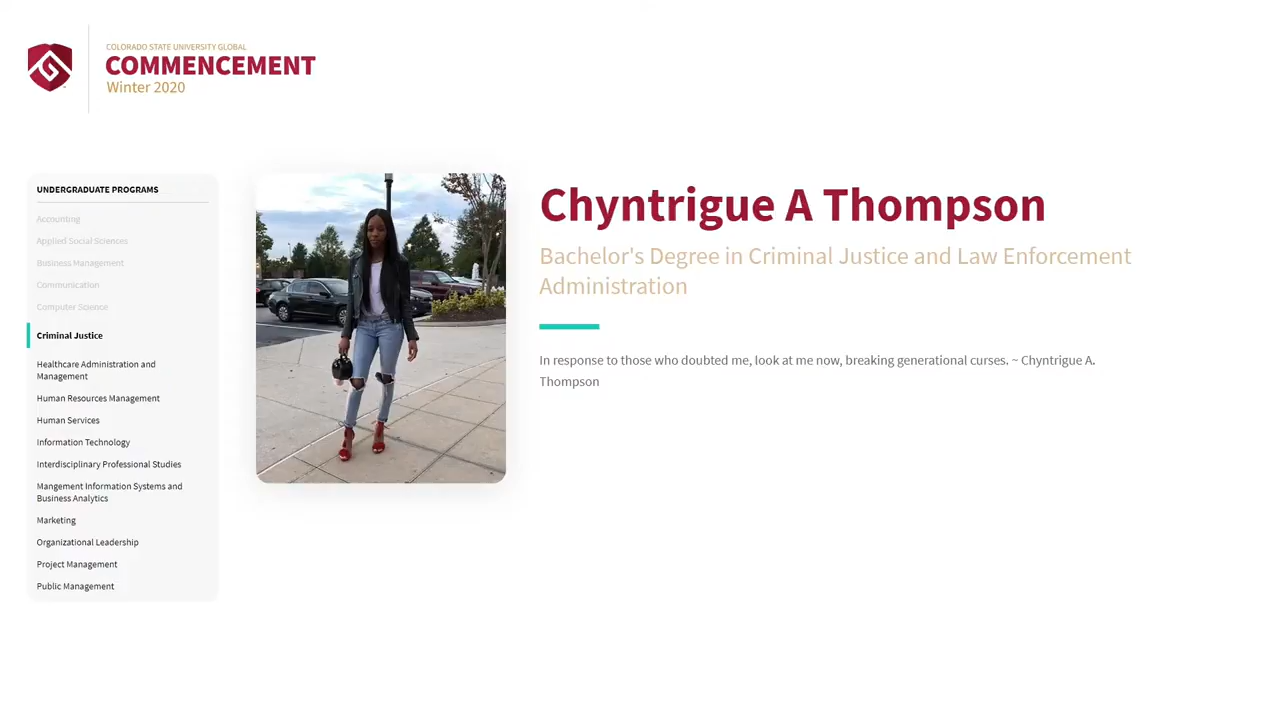 COLORADO STATE UNIVERSITY GLOBAL
COMMENCEMENT
Winter 2020
UNDERGRADUATE PROGRAMS
Accounting
Applied Social Sciences
Business Management
Communication
Computer Science
Criminal Justice
Healthcare Administration and
Management
Human Resources Management
Human Services
Information Technology
Interdisciplinary Professional Studies
Mangement Information Systems and
Business Analytics
Marketing
Organizational Leadership
Project Management
Public Management
Chyntrigue A Thompson
Bachelor's Degree in Criminal Justice and Law Enforcement
Administration
In response to those who doubted me, look at me now, breaking generational curses. ~ Chyntrigue A.
Thompson